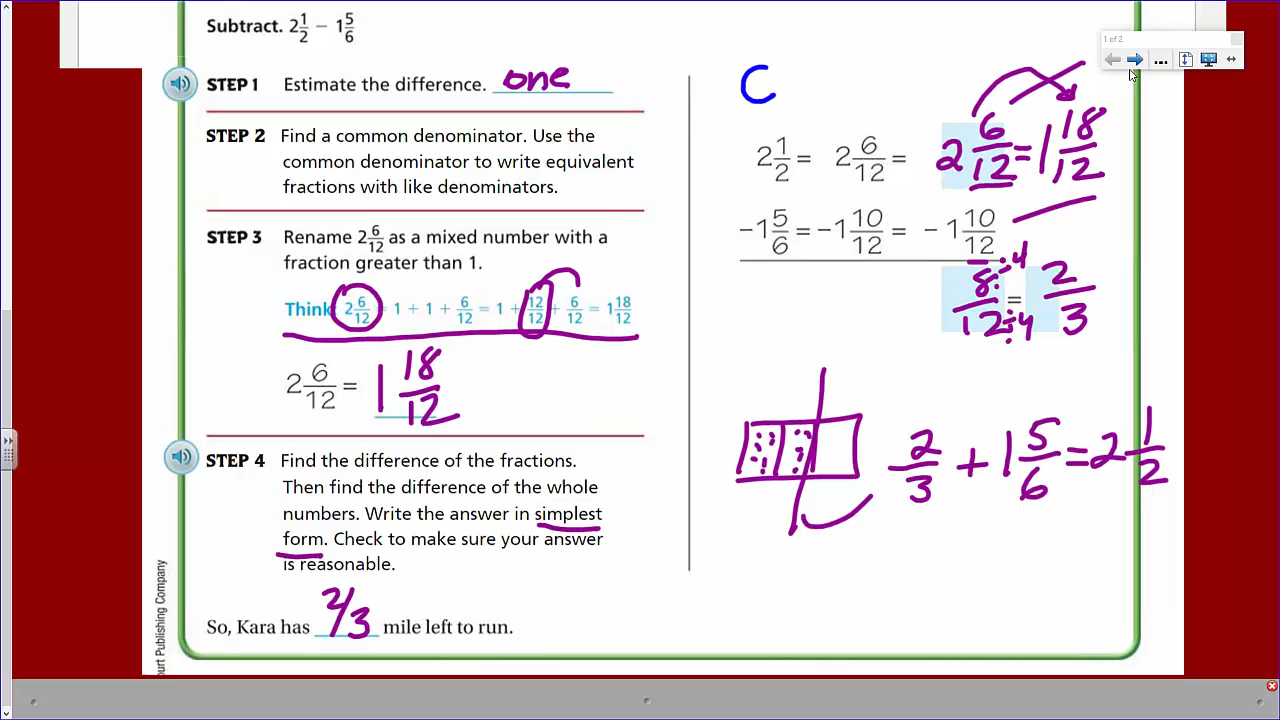 Subtract. 2 1/2 − 1 5/6
STEP 1 Estimate the difference. one
STEP 2 Find a common denominator. Use the
common denominator to write equivalent
fractions with like denominators.
STEP 3 Rename 2 6/12 as a mixed number with a
fraction greater than 1.
Think 2 6/12 = 1 + 1 + 6/12 = 1 + 12/12 + 6/12 = 1 18/12
2 6/12 = 1 18/12
STEP 4 Find the difference of the fractions.
Then find the difference of the whole
numbers. Write the answer in simplest
form. Check to make sure your answer
is reasonable.
So, Kara has 2/3 mile left to run.
ourt Publishing Company
1 of 2
C
2 1/2 = 2 6/12 = 2 6/12 = 1 18/12
−1 5/6 = −1 10/12 = −1 10/12
8÷4/12÷4 = 2/3
2/3 + 1 5/6 = 2 1/2